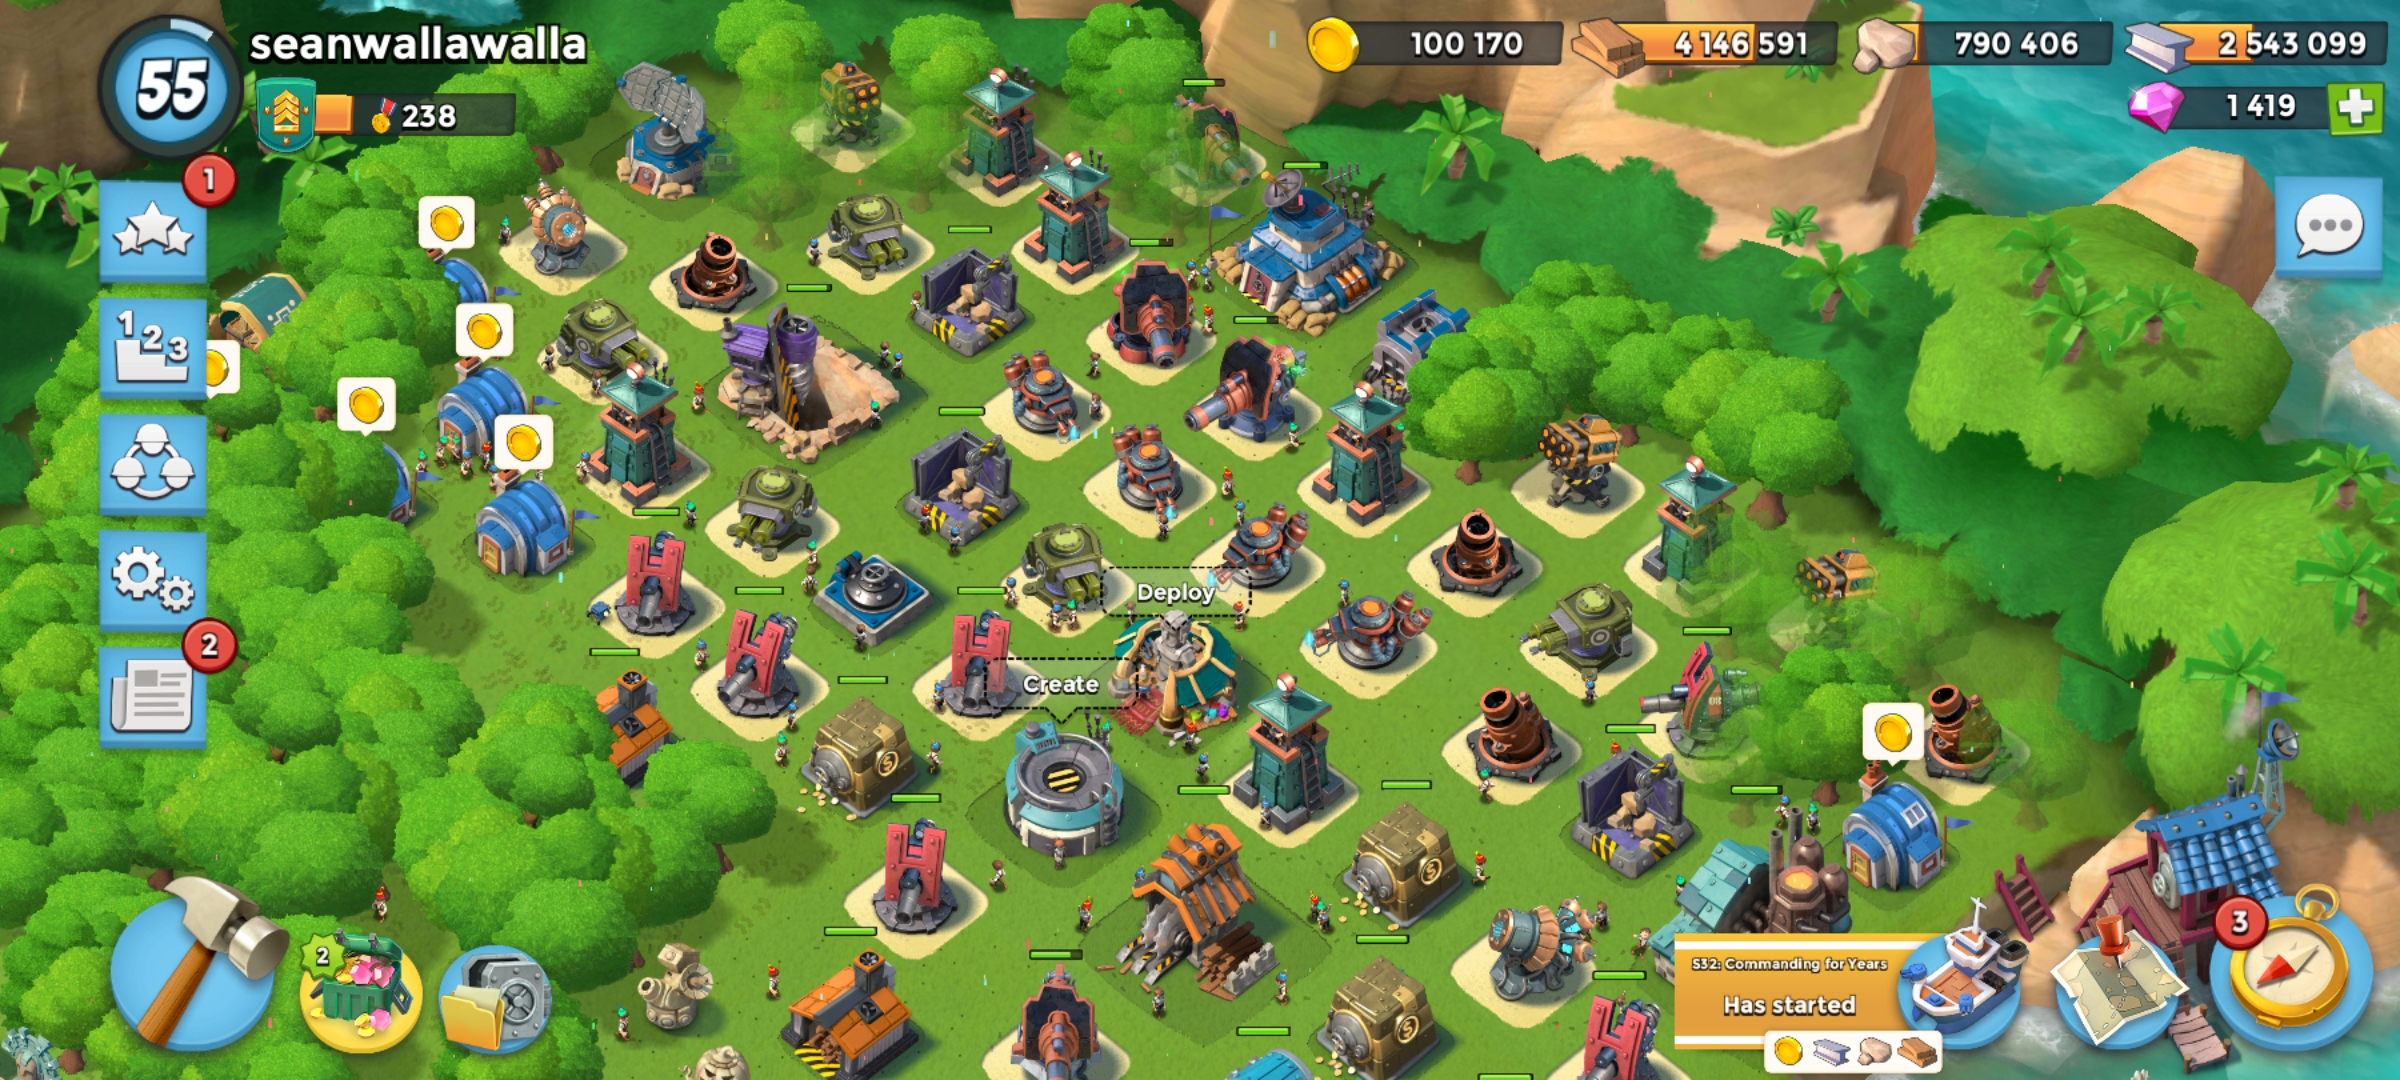 55
seanwallawalla
238
100 170
4 146 591
790 406
2 543 099
1 419
1
1 2 3
2
Deploy
Create
2
S32: Commanding for Years
Has started
3